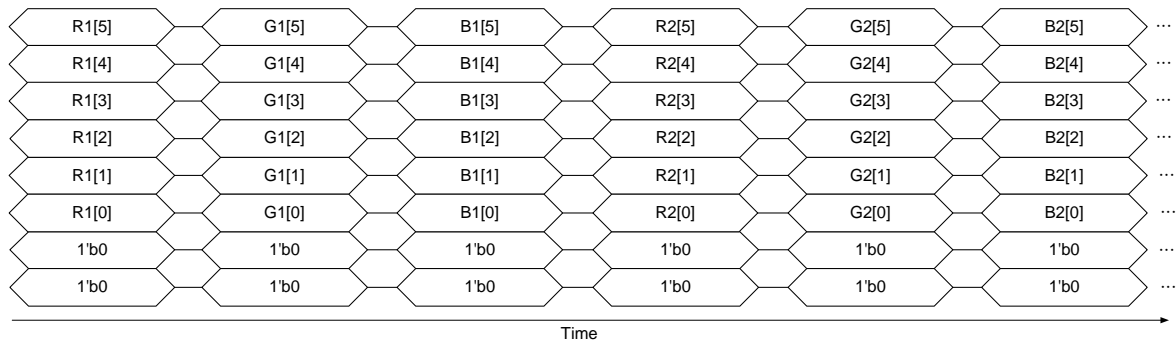 R1[5] G1[5] B1[5] R2[5] G2[5] B2[5] ...
R1[4] G1[4] B1[4] R2[4] G2[4] B2[4] ...
R1[3] G1[3] B1[3] R2[3] G2[3] B2[3] ...
R1[2] G1[2] B1[2] R2[2] G2[2] B2[2] ...
R1[1] G1[1] B1[1] R2[1] G2[1] B2[1] ...
R1[0] G1[0] B1[0] R2[0] G2[0] B2[0] ...
1'b0 1'b0 1'b0 1'b0 1'b0 1'b0 ...
1'b0 1'b0 1'b0 1'b0 1'b0 1'b0 ...
Time